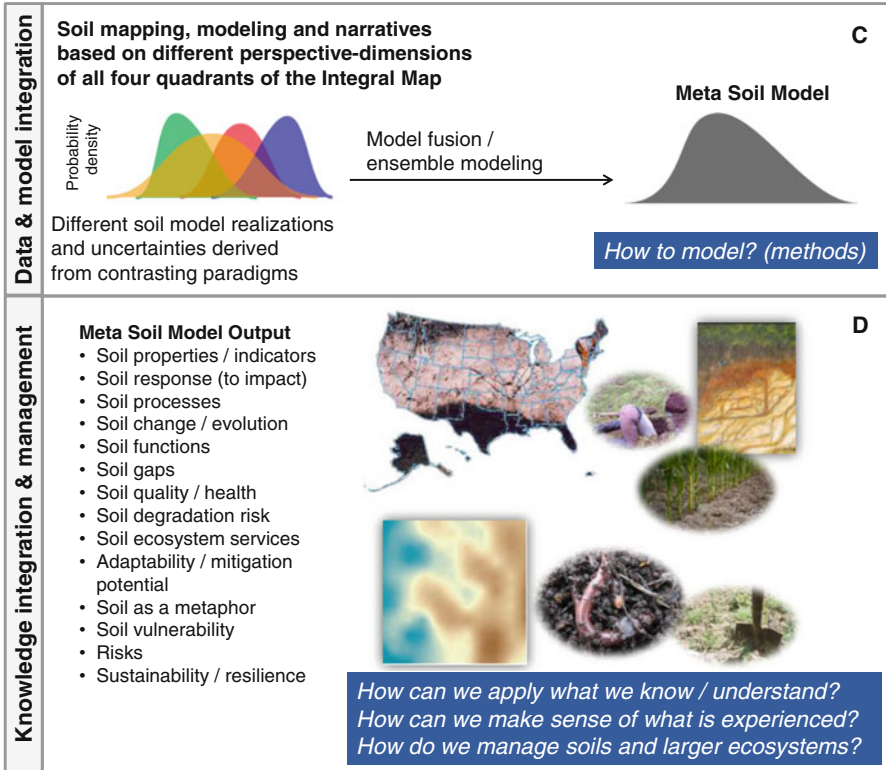 Data & model integration
Soil mapping, modeling and narratives
based on different perspective-dimensions
of all four quadrants of the Integral Map
C
Probability
density
Model fusion /
ensemble modeling
Meta Soil Model
Different soil model realizations
and uncertainties derived
from contrasting paradigms
How to model? (methods)
Knowledge integration & management
D
Meta Soil Model Output
• Soil properties / indicators
• Soil response (to impact)
• Soil processes
• Soil change / evolution
• Soil functions
• Soil gaps
• Soil quality / health
• Soil degradation risk
• Soil ecosystem services
• Adaptability / mitigation
potential
• Soil as a metaphor
• Soil vulnerability
• Risks
• Sustainability / resilience
How can we apply what we know / understand?
How can we make sense of what is experienced?
How do we manage soils and larger ecosystems?